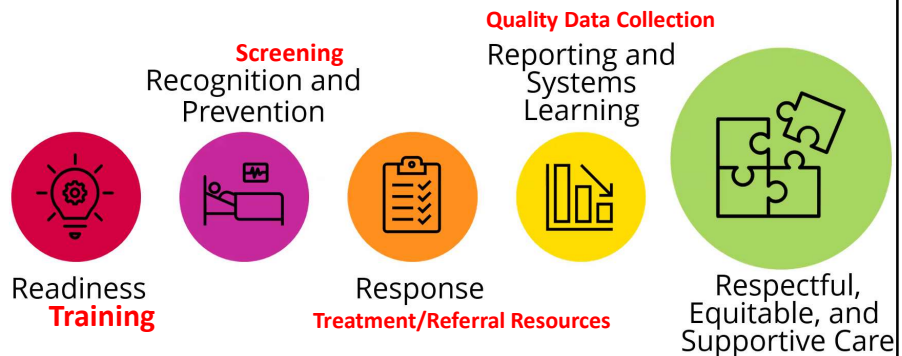 Quality Data Collection
Screening
Recognition and
Prevention
Reporting and
Systems
Learning
Readiness
Training
Response
Treatment/Referral Resources
Respectful,
Equitable, and
Supportive Care